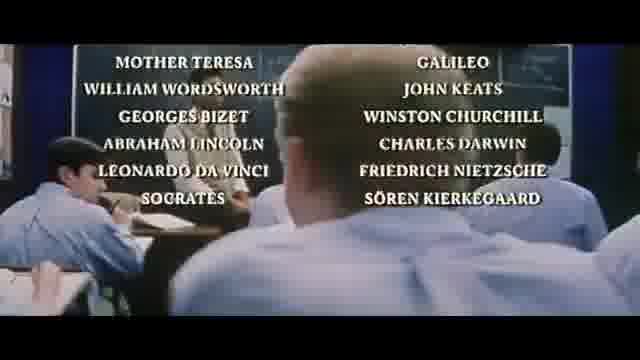 MOTHER TERESA
WILLIAM WORDSWORTH
GEORGES BIZET
ABRAHAM LINCOLN
LEONARDO DA VINCI
SOCRATES
GALILEO
JOHN KEATS
WINSTON CHURCHILL
CHARLES DARWIN
FRIEDRICH NIETZSCHE
SÖREN KIERKEGAARD